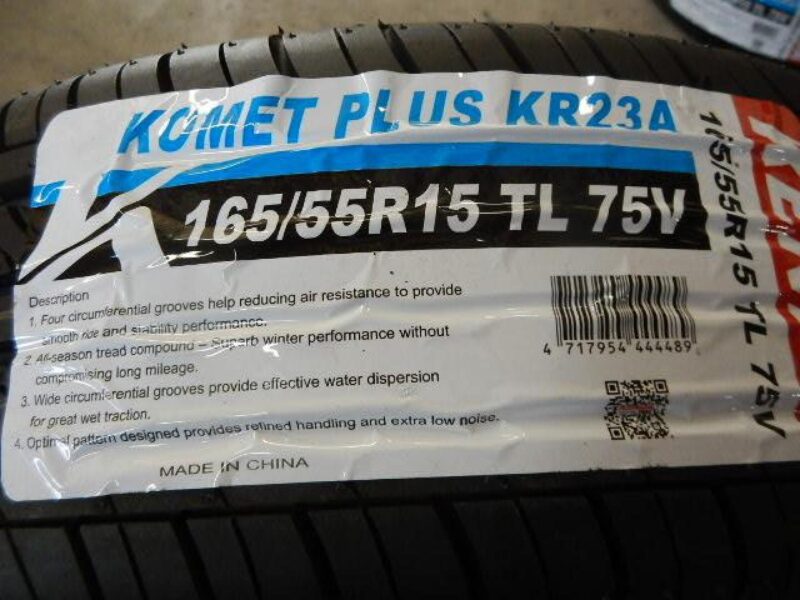 KOMET PLUS KR23A
K
165/55R15 TL 75V
Description
1. Four circumferential grooves help reducing air resistance to provide
smooth ride and stability performance.
2. All-season tread compound – Superb winter performance without
compromising long mileage.
3. Wide circumferential grooves provide effective water dispersion
for great wet traction.
4. Optimal pattern designed provides refined handling and extra low noise.
MADE IN CHINA
4 717954 444489
165/55R15 TL 75V